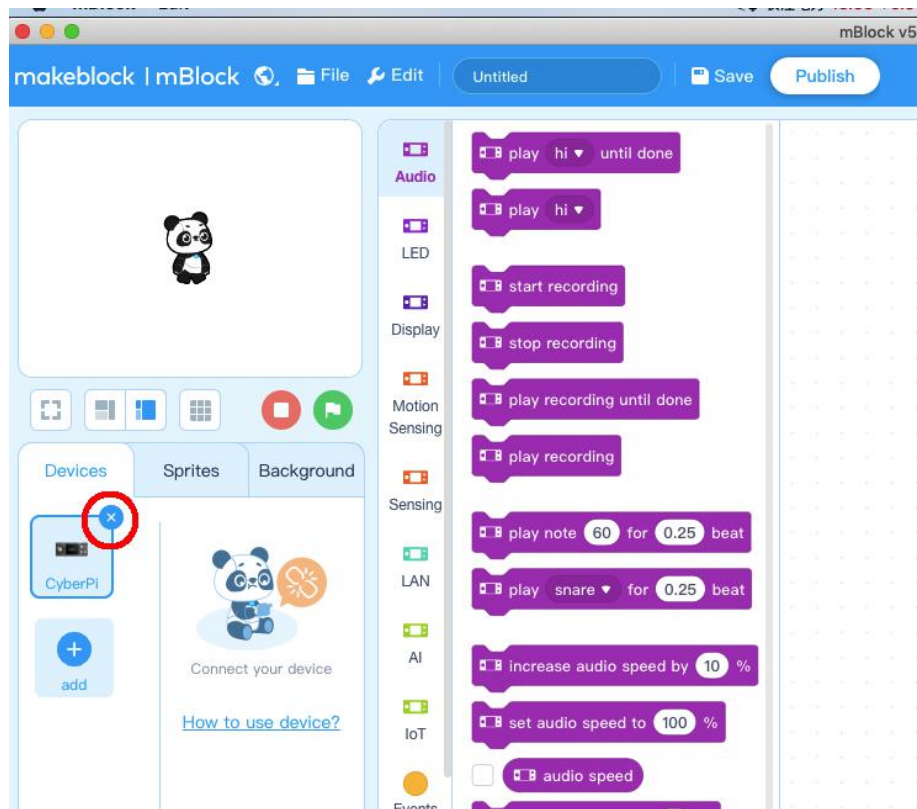 mBlock v5
makeblock | mBlock File Edit Untitled Save Publish
Audio
LED
Display
Motion
Sensing
Sensing
LAN
AI
IoT
Events
play hi until done
play hi
start recording
stop recording
play recording until done
play recording
play note 60 for 0.25 beat
play snare for 0.25 beat
increase audio speed by 10 %
set audio speed to 100 %
audio speed
Devices Sprites Background
CyberPi
add
Connect your device
How to use device?